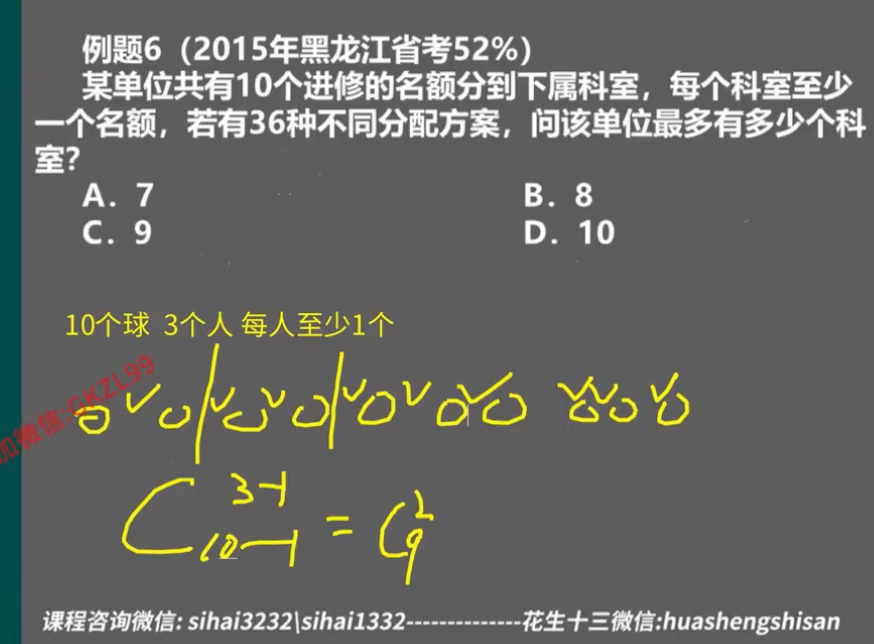 例题6（2015年黑龙江省考52%）
某单位共有10个进修的名额分到下属科室，每个科室至少
一个名额，若有36种不同分配方案，问该单位最多有多少个科
室？
A．7 B．8
C．9 D．10
10个球 3个人 每人至少1个
加微信:GKZL99
C 3-1 10-1 = C 2 9
课程咨询微信: sihai3232\sihai1332--------------花生十三微信:huashengshisan